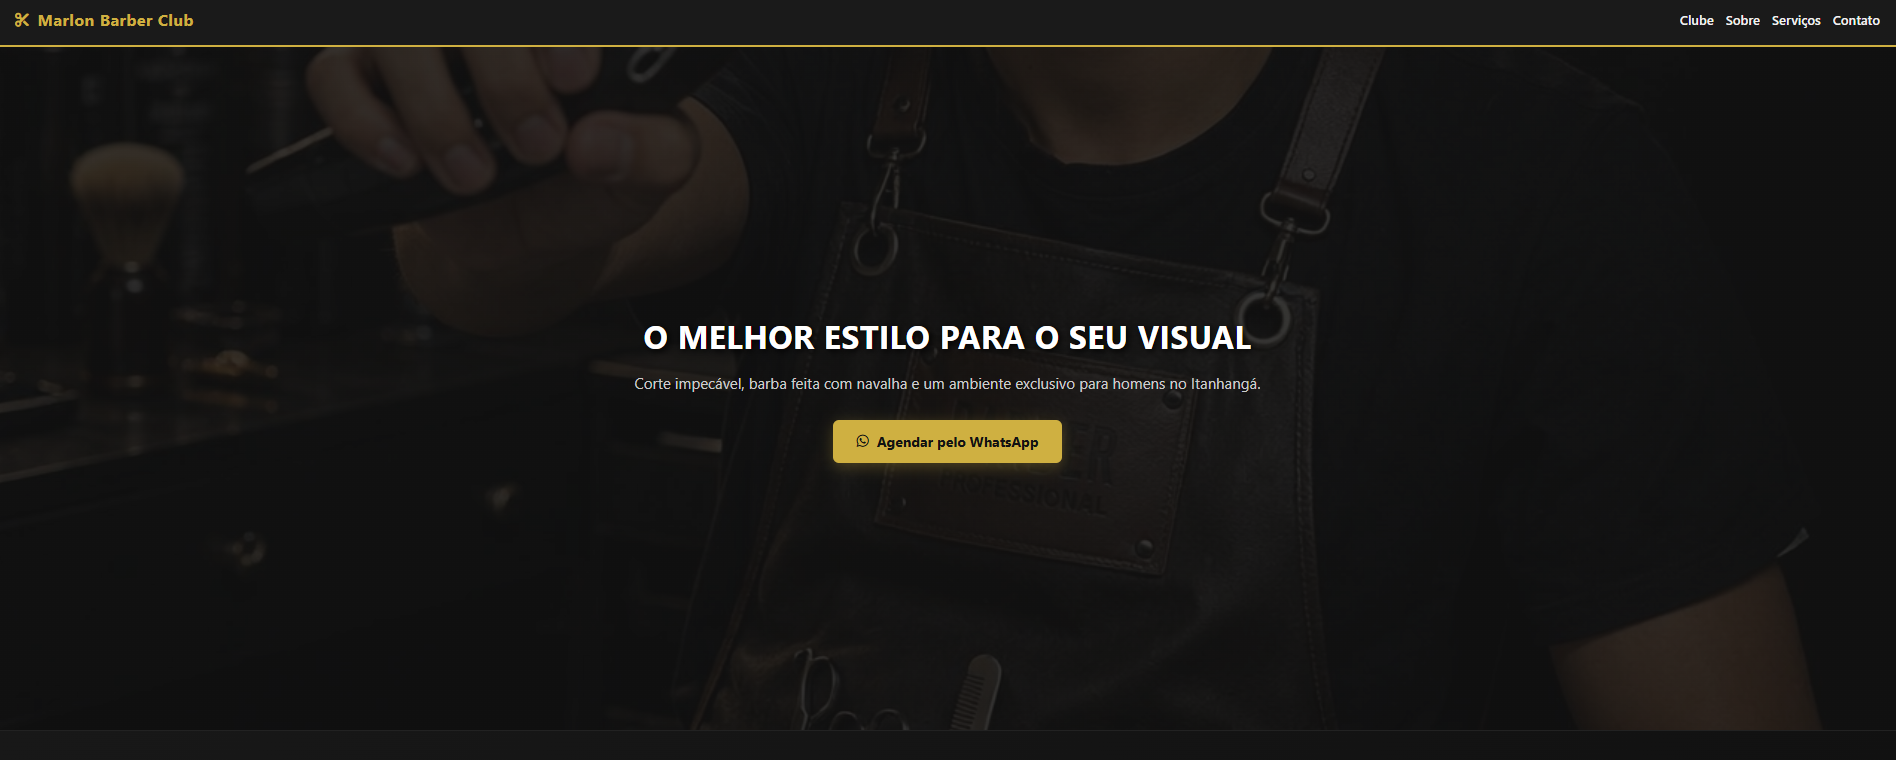 Marlon Barber Club
Clube Sobre Serviços Contato
O MELHOR ESTILO PARA O SEU VISUAL
Corte impecável, barba feita com navalha e um ambiente exclusivo para homens no Itanhangá.
Agendar pelo WhatsApp
PROFESSIONAL